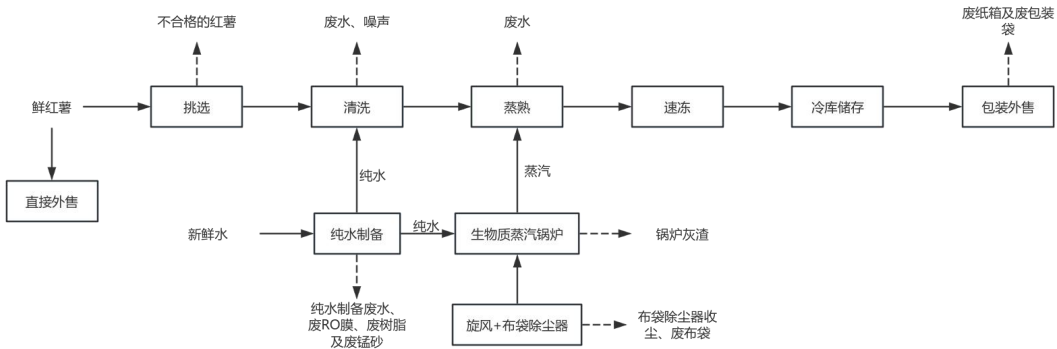 不合格的红薯
废水、噪声
废水
废纸箱及废包装
袋
鲜红薯
挑选
清洗
蒸熟
速冻
冷库储存
包装外售
直接外售
纯水
蒸汽
新鲜水
纯水制备
纯水
生物质蒸汽锅炉
锅炉灰渣
纯水制备废水、
废RO膜、废树脂
及废锰砂
旋风+布袋除尘器
布袋除尘器收
尘、废布袋